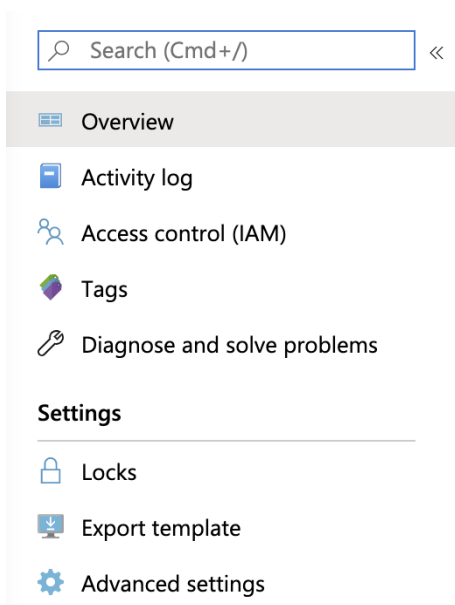 Search (Cmd+/)
Overview
Activity log
Access control (IAM)
Tags
Diagnose and solve problems
Settings
Locks
Export template
Advanced settings